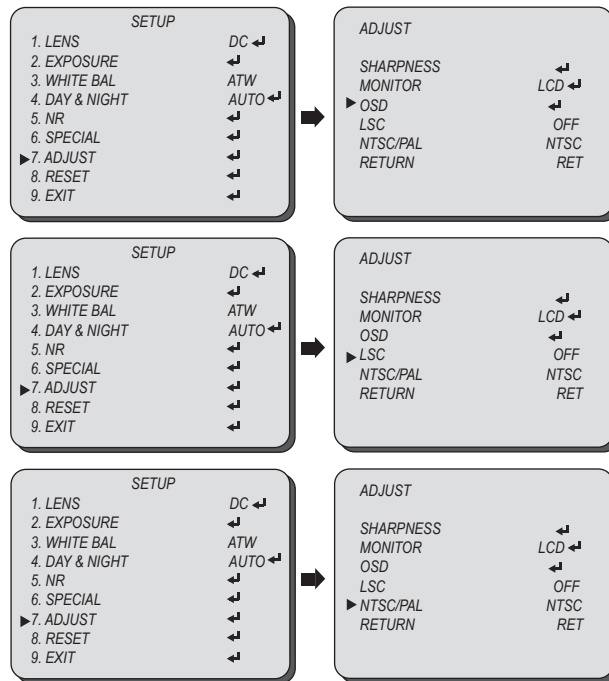 SETUP
1. LENS DC ↵
2. EXPOSURE ↵
3. WHITE BAL ATW
4. DAY & NIGHT AUTO ↵
5. NR ↵
6. SPECIAL ↵
▶7. ADJUST ↵
8. RESET ↵
9. EXIT ↵
ADJUST
SHARPNESS ↵
MONITOR LCD ↵
▶ OSD ↵
LSC OFF
NTSC/PAL NTSC
RETURN RET
SETUP
1. LENS DC ↵
2. EXPOSURE ↵
3. WHITE BAL ATW
4. DAY & NIGHT AUTO ↵
5. NR ↵
6. SPECIAL ↵
▶7. ADJUST ↵
8. RESET ↵
9. EXIT ↵
ADJUST
SHARPNESS ↵
MONITOR LCD ↵
OSD ↵
▶ LSC OFF
NTSC/PAL NTSC
RETURN RET
SETUP
1. LENS DC ↵
2. EXPOSURE ↵
3. WHITE BAL ATW
4. DAY & NIGHT AUTO ↵
5. NR ↵
6. SPECIAL ↵
▶7. ADJUST ↵
8. RESET ↵
9. EXIT ↵
ADJUST
SHARPNESS ↵
MONITOR LCD ↵
OSD ↵
LSC OFF
▶ NTSC/PAL NTSC
RETURN RET